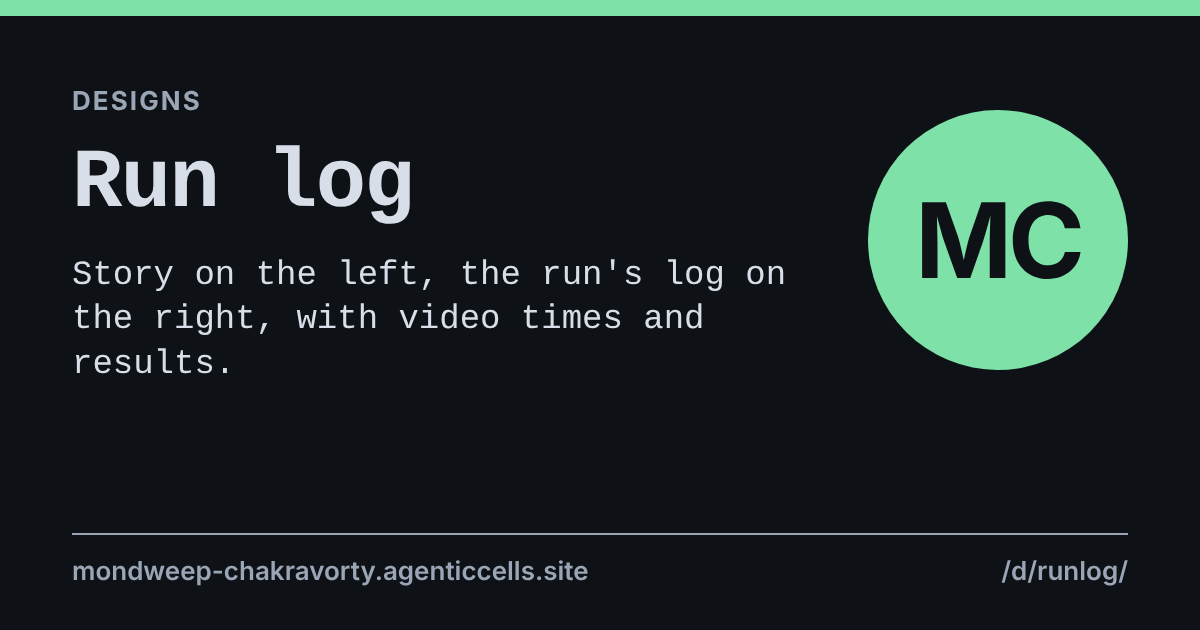 DESIGNS
Run log
Story on the left, the run's log on
the right, with video times and
results.
MC
mondweep-chakravorty.agenticcells.site
/d/runlog/